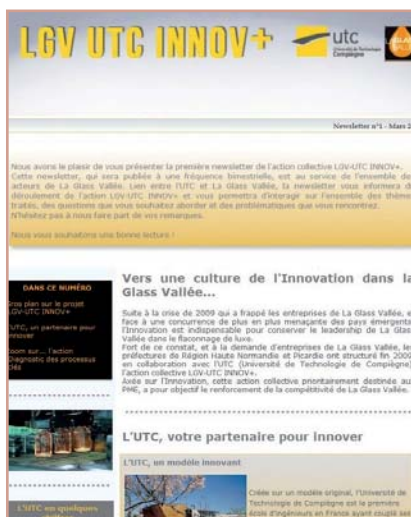 LGV UTC INNOV+
utc
Université de Technologie
Compiègne
Newsletter n°1 - Mars 2
Nous avons le plaisir de vous présenter la première newsletter de l'action collective LGV-UTC INNOV+.
Cette newsletter, qui sera publiée à une fréquence bimestrielle, est au service de l'ensemble de
acteurs de La Glass Vallée. Lien entre l'UTC et La Glass Vallée, la newsletter vous informera d
déroulement de l'action LGV-UTC INNOV+ et vous permettra d'interagir sur l'ensemble des thème
traités, des questions que vous souhaitez aborder et des problématiques que vous rencontrez.
N'hésitez pas à nous faire part de vos remarques.
Nous vous souhaitons une bonne lecture !
DANS CE NUMÉRO
Gros plan sur le projet
LGV-UTC INNOV+
L'UTC, un partenaire pour
innover
Zoom sur... l'action
Diagnostic des processus
clés
Vers une culture de l'Innovation dans la
Glass Vallée...
Suite à la crise de 2009 qui a frappé les entreprises de La Glass Vallée, e
face à une concurrence de plus en plus menaçante des pays émergents
l'Innovation est indispensable pour conserver le leadership de La Glas
Vallée dans le flaconnage de luxe.
Fort de ce constat, et à la demande d'entreprises de La Glass Vallée, le
préfectures de Région Haute Normandie et Picardie ont structuré fin 2009
en collaboration avec l'UTC (Université de Technologie de Compiègne)
l'action collective LGV-UTC INNOV+.
Axée sur l'Innovation, cette action collective prioritairement destinée au
PME, a pour objectif le renforcement de la compétitivité de La Glass Vallée.
L'UTC, votre partenaire pour innover
L'UTC, un modèle innovant
Créée sur un modèle original, l'Université de
Technologie de Compiègne est la première
école d'ingénieurs en France ayant couplé ses
L'UTC en quelques